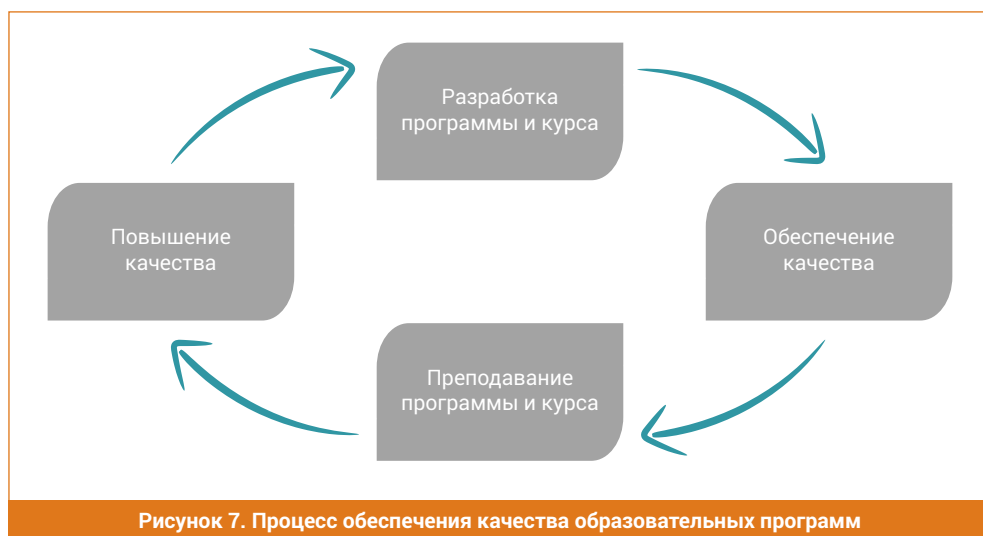 Разработка
программы и курса
Повышение
качества
Обеспечение
качества
Преподавание
программы и курса
Рисунок 7. Процесс обеспечения качества образовательных программ